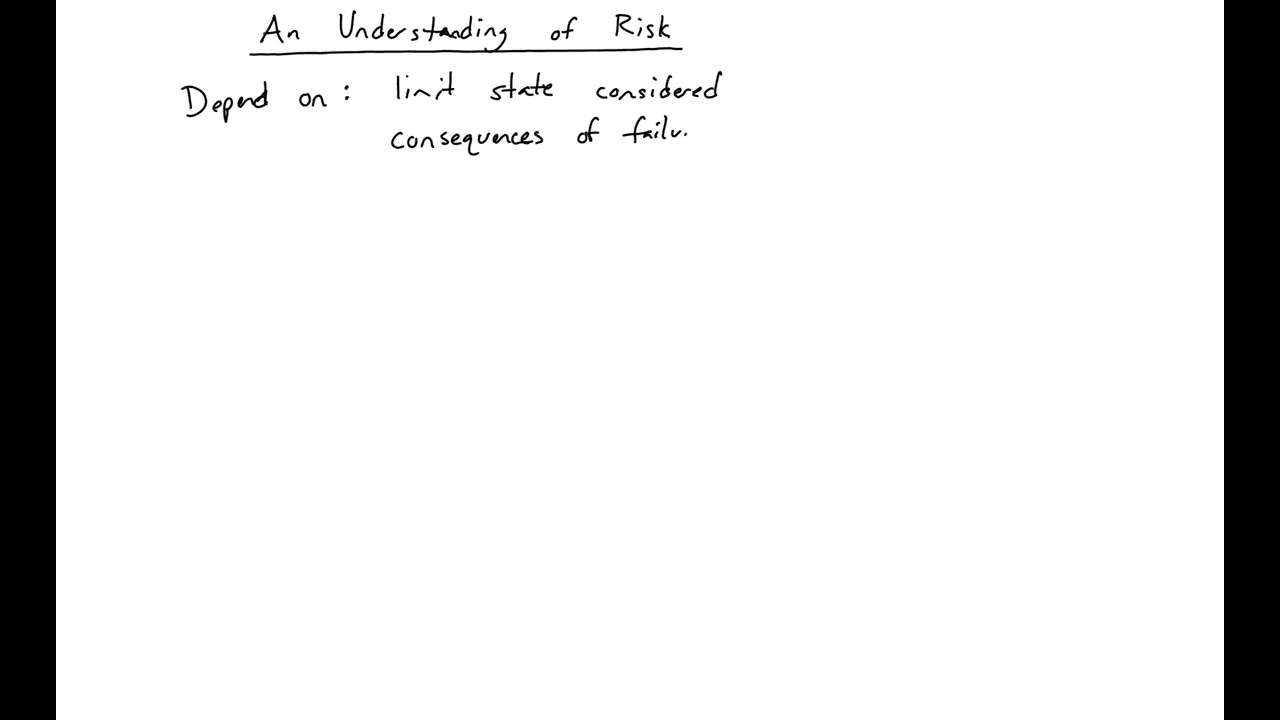 An Understanding of Risk
Depend on : limit state considered
consequences of failu.